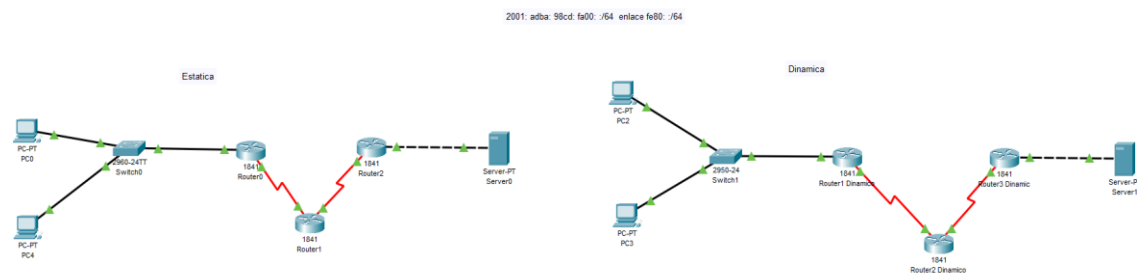 2001: adba: 98cd: fa00: :/64 enlace fe80: :/64
Estatica
PC-PT
PC0
2960-24TT
Switch0
1841
Router0
1841
Router2
Server-PT
Server0
PC-PT
PC4
1841
Router1
Dinamica
PC-PT
PC2
2950-24
Switch1
1841
Router1 Dinamico
1841
Router3 Dinamic
Server-P
Server1
PC-PT
PC3
1841
Router2 Dinamico